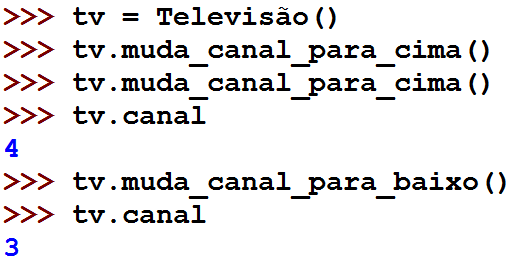 >>> tv = Televisão()
>>> tv.muda_canal_para_cima()
>>> tv.muda_canal_para_cima()
>>> tv.canal
4
>>> tv.muda_canal_para_baixo()
>>> tv.canal
3